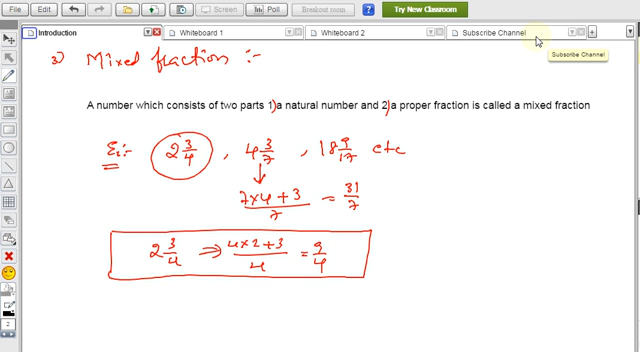 File Edit Screen Poll Breakout room ? Try New Classroom
Introduction Whiteboard 1 Whiteboard 2 Subscribe Channel
Subscribe Channel
3) Mixed fraction :-
A number which consists of two parts 1) a natural number and 2) a proper fraction is called a mixed fraction
Ex:- 2 3/4 , 4 3/7 , 18 9/17 etc
↓
7×4+3/7 = 31/7
2 3/4 ⇒ 4×2+3/4 = 9/4
2